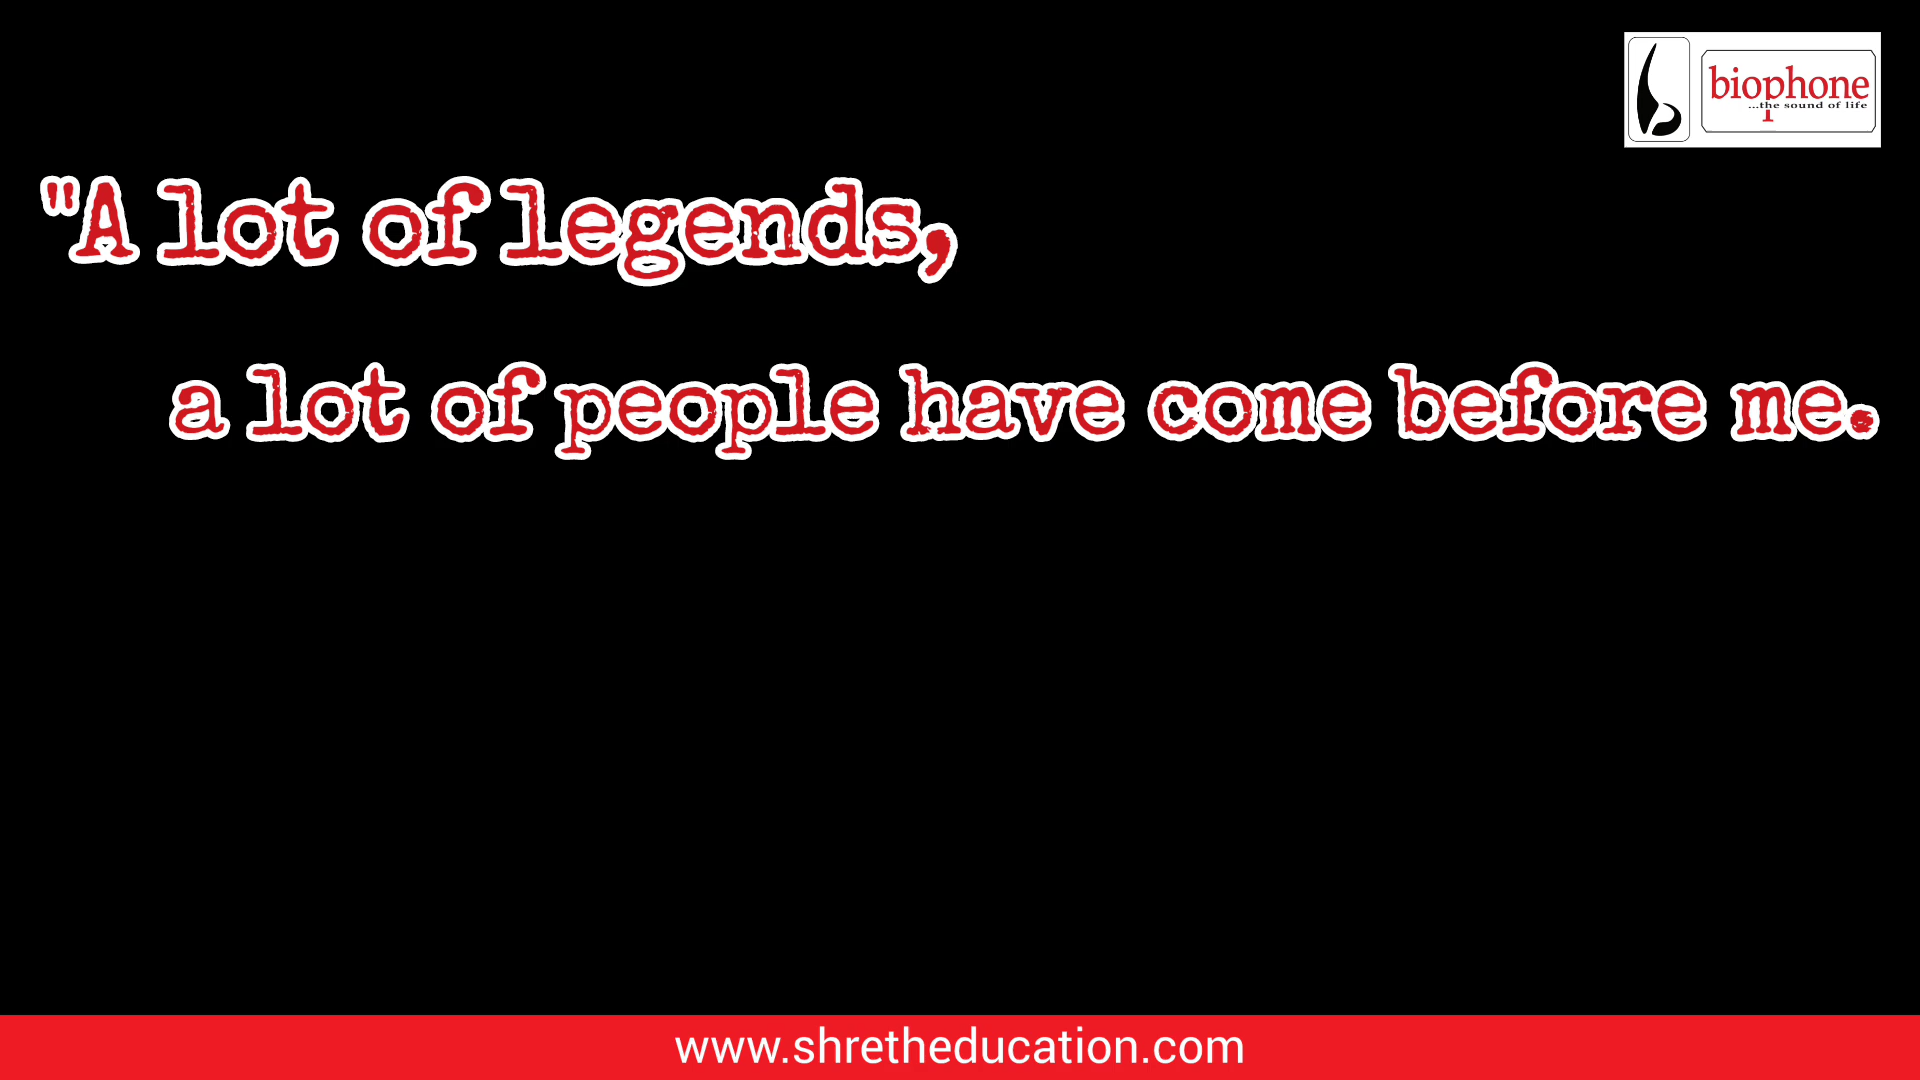 biophone
...the sound of life
"A lot of legends,
a lot of people have come before me.
www.shretheducation.com